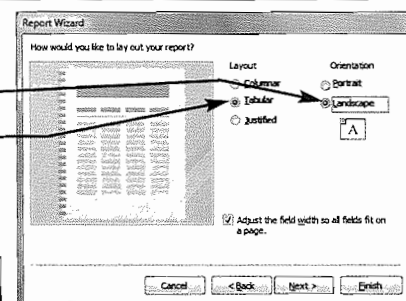 Report Wizard
How would you like to lay out your report?
Layout
Orientation
Columnar
Portrait
Tabular
Landscape
Justified
A
Adjust the field width so all fields fit on
a page.
Cancel
< Back
Next >
Finish